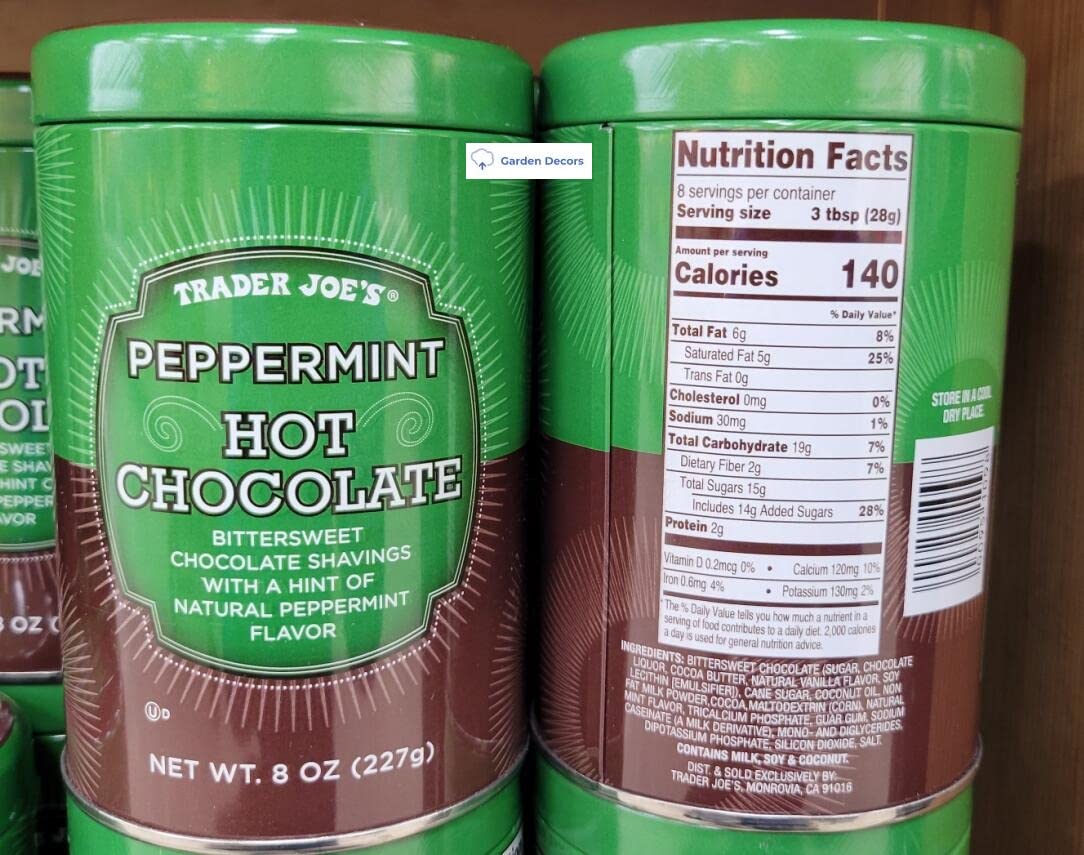 TRADER JOE'S®
PEPPERMINT
HOT
CHOCOLATE
BITTERSWEET
CHOCOLATE SHAVINGS
WITH A HINT OF
NATURAL PEPPERMINT
FLAVOR
UD
NET WT. 8 OZ (227g)
Garden Decors
Nutrition Facts
8 servings per container
Serving size 3 tbsp (28g)
Amount per serving
Calories 140
% Daily Value*
Total Fat 6g 8%
Saturated Fat 5g 25%
Trans Fat 0g
Cholesterol 0mg 0%
Sodium 30mg 1%
Total Carbohydrate 19g 7%
Dietary Fiber 2g 7%
Total Sugars 15g
Includes 14g Added Sugars 28%
Protein 2g
Vitamin D 0.2mcg 0% • Calcium 120mg 10%
Iron 0.6mg 4% • Potassium 130mg 2%
*The % Daily Value tells you how much a nutrient in a
serving of food contributes to a daily diet. 2,000 calories
a day is used for general nutrition advice.
INGREDIENTS: BITTERSWEET CHOCOLATE (SUGAR, CHOCOLATE
LIQUOR, COCOA BUTTER, NATURAL VANILLA FLAVOR, SOY
LECITHIN [EMULSIFIER]), CANE SUGAR, COCONUT OIL, NON
FAT MILK POWDER, COCOA, MALTODEXTRIN (CORN), NATURAL
MINT FLAVOR, TRICALCIUM PHOSPHATE, GUAR GUM, SODIUM
CASEINATE (A MILK DERIVATIVE), MONO- AND DIGLYCERIDES,
DIPOTASSIUM PHOSPHATE, SILICON DIOXIDE, SALT.
CONTAINS MILK, SOY & COCONUT.
DIST. & SOLD EXCLUSIVELY BY:
TRADER JOE'S, MONROVIA, CA 91016
STORE IN A COOL
DRY PLACE.